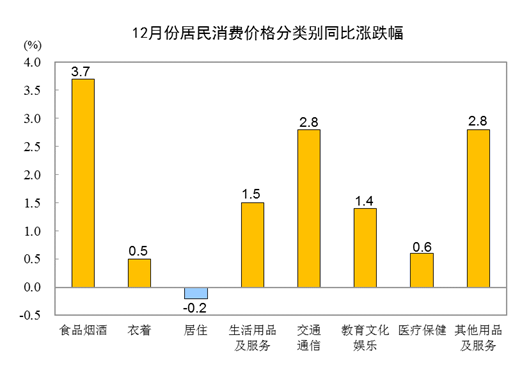 12月份居民消费价格分类别同比涨跌幅
(%)
4.0
3.5
3.0
2.5
2.0
1.5
1.0
0.5
0.0
-0.5
3.7
0.5
-0.2
1.5
2.8
1.4
0.6
2.8
食品烟酒
衣着
居住
生活用品
及服务
交通
通信
教育文化
娱乐
医疗保健
其他用品
及服务